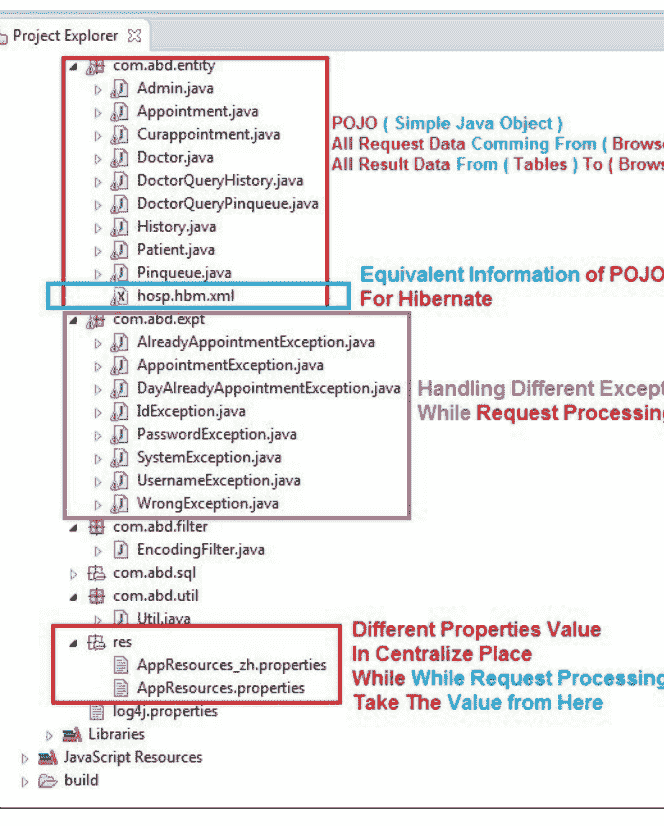 Project Explorer
com.abd.entity
Admin.java
Appointment.java
Curappointment.java
Doctor.java
DoctorQueryHistory.java
DoctorQueryPinqueue.java
History.java
Patient.java
Pinqueue.java
hosp.hbm.xml
POJO ( Simple Java Object )
All Request Data Comming From ( Browse
All Result Data From ( Tables ) To ( Brows
Equivalent Information of POJO
For Hibernate
com.abd.expt
AlreadyAppointmentException.java
AppointmentException.java
DayAlreadyAppointmentException.java
IdException.java
PasswordException.java
SystemException.java
UsernameException.java
WrongException.java
Handling Different Except
While Request Processing
com.abd.filter
EncodingFilter.java
com.abd.sql
com.abd.util
Util.java
res
AppResources_zh.properties
AppResources.properties
Different Properties Value
In Centralize Place
While While Request Processing
Take The Value from Here
log4j.properties
Libraries
JavaScript Resources
build